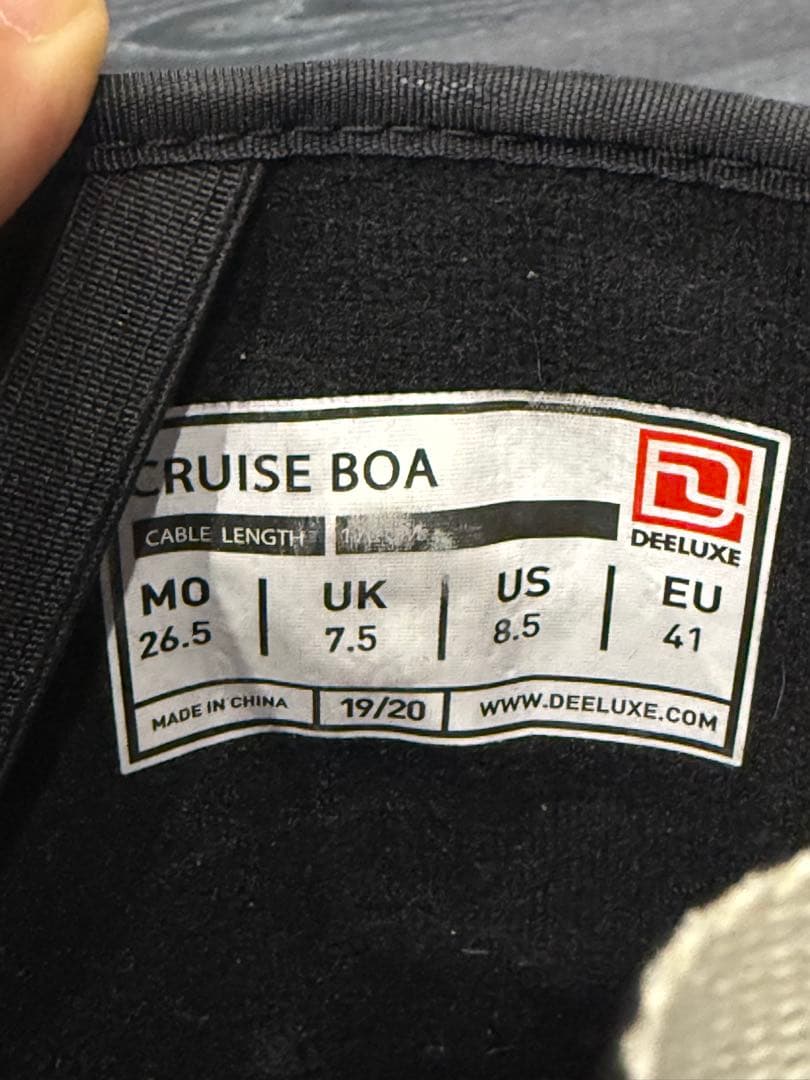 CRUISE BOA
DEELUXE
CABLE LENGTH
MO | UK | US | EU
26.5 | 7.5 | 8.5 | 41
MADE IN CHINA | 19/20 | WWW.DEELUXE.COM